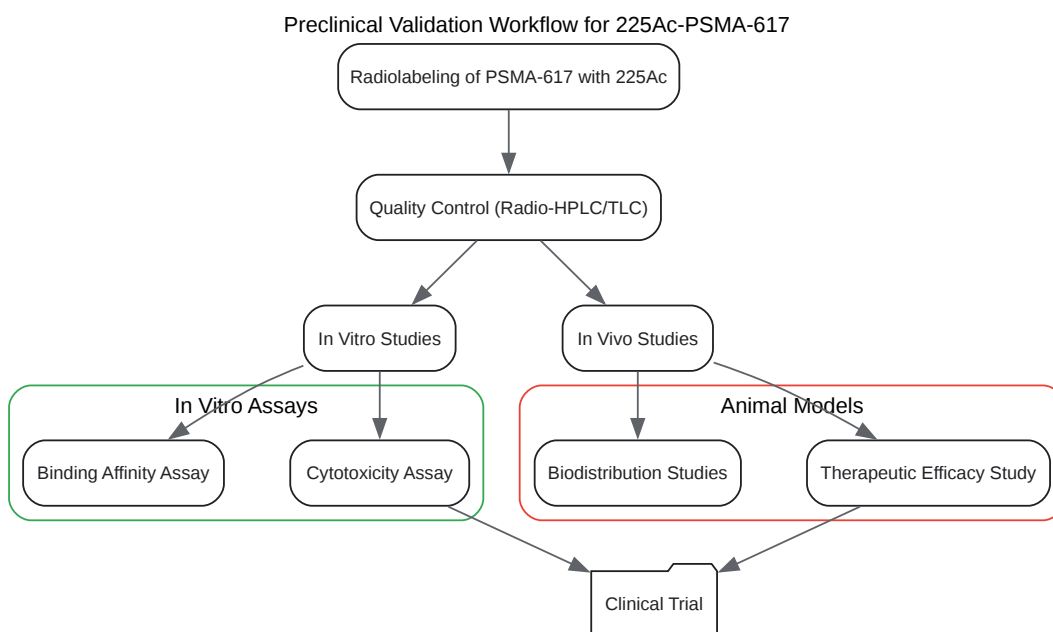 Preclinical Validation Workflow for 225Ac-PSMA-617
Radiolabeling of PSMA-617 with 225Ac
Quality Control (Radio-HPLC/TLC)
In Vitro Studies
In Vivo Studies
In Vitro Assays
Animal Models
Binding Affinity Assay
Cytotoxicity Assay
Biodistribution Studies
Therapeutic Efficacy Study
Clinical Trial